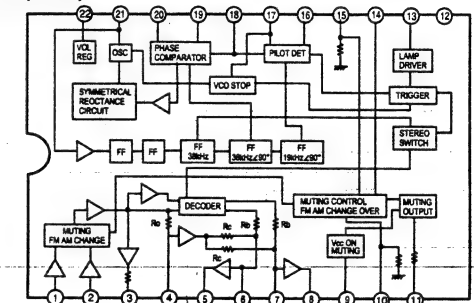 22 21 20 19 18 17 16 15 14 13 12
VOL
REG
OSC
PHASE
COMPARATOR
PILOT DET
LAMP
DRIVER
SYMMETRICAL
REOCTANCE
CIRCUIT
VCO STOP
TRIGGER
STEREO
SWITCH
FF
FF
FF
38kHz
FF
38kHz∠90°
FF
19kHz∠90°
DECODER
MUTING
FM AM CHANGE
MUTING CONTROL
FM AM CHANGE OVER
MUTING
OUTPUT
Vcc ON
MUTING
Ro
Rc
Rb
Rb
Rc
1 2 3 4 5 6 7 8 9 10 11